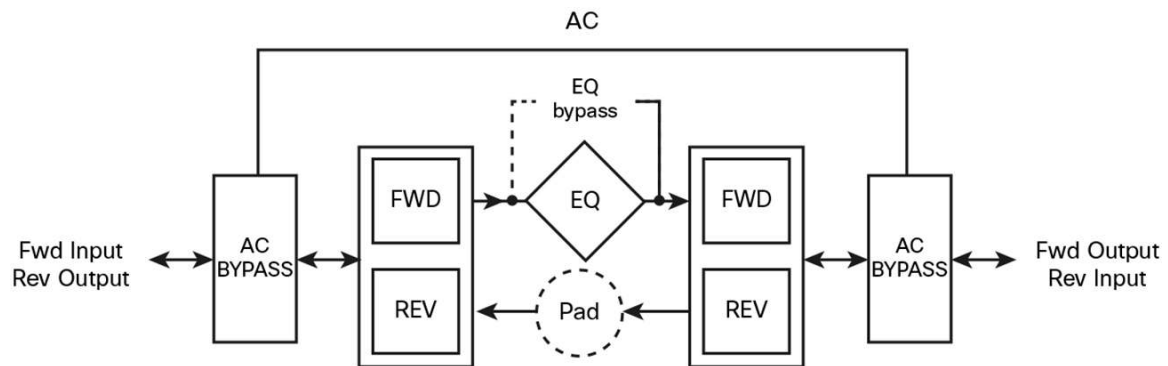 AC
EQ
bypass
FWD
EQ
FWD
AC
BYPASS
AC
BYPASS
Fwd Input
Rev Output
Fwd Output
Rev Input
REV
Pad
REV